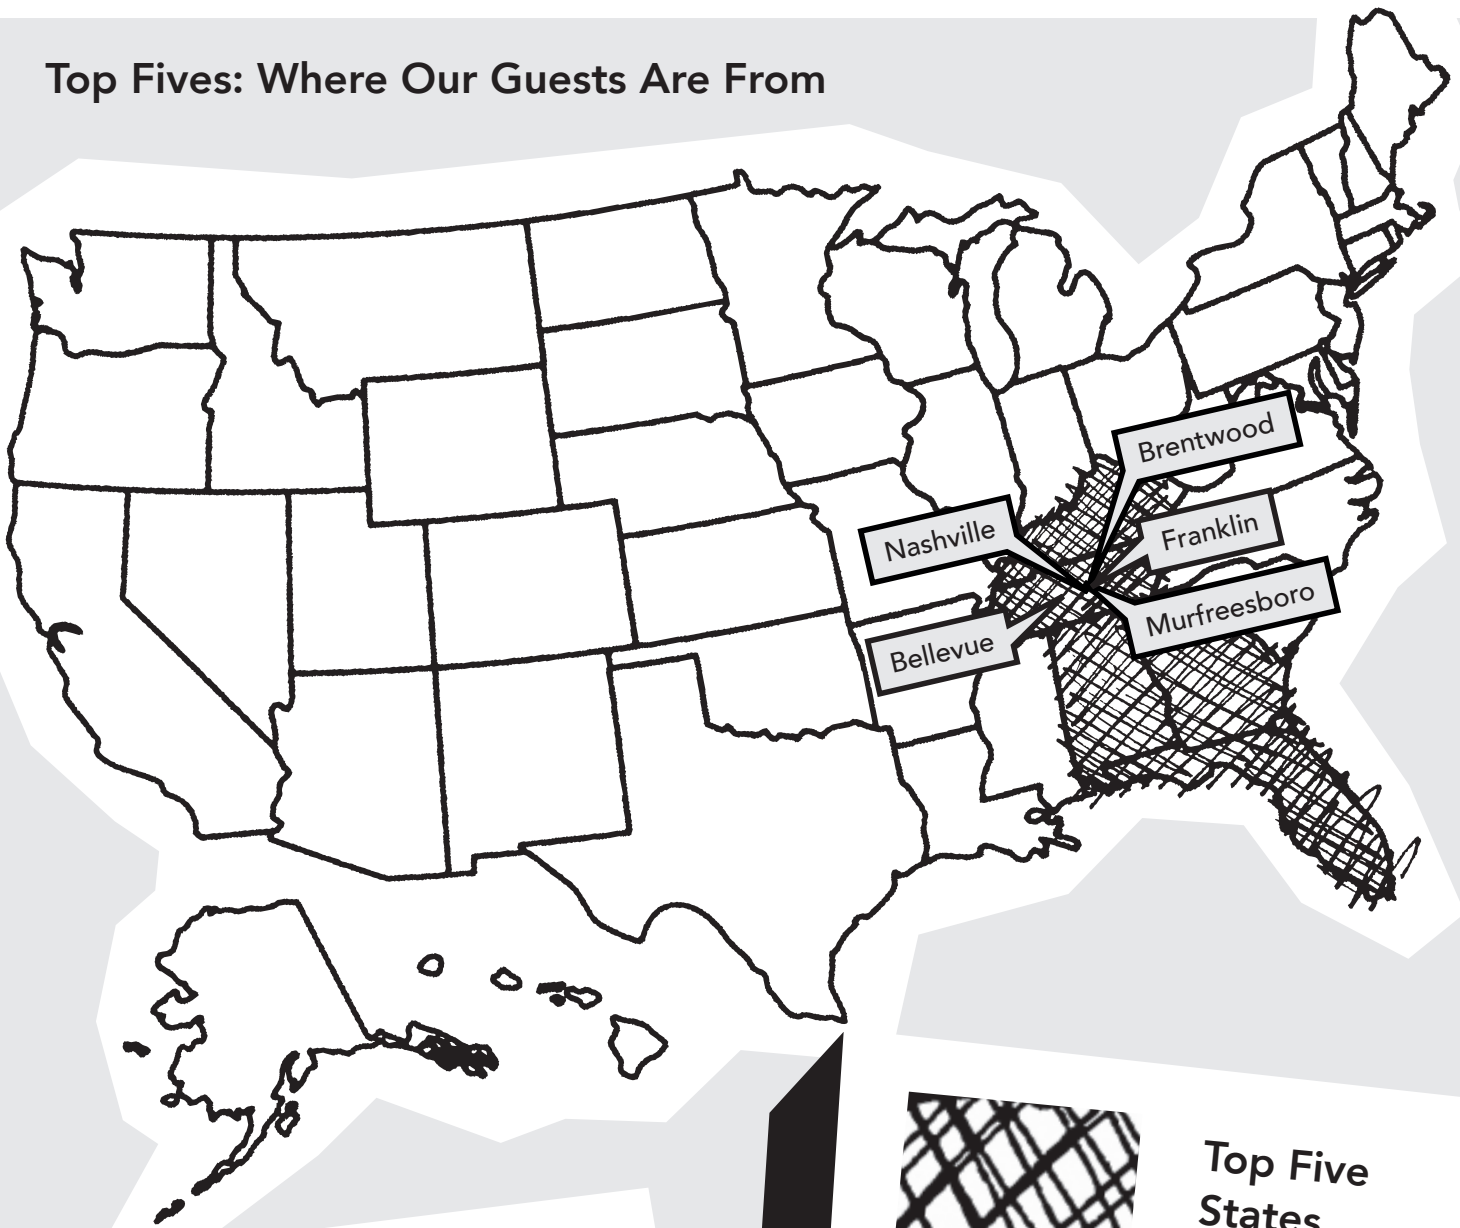 Top Fives: Where Our Guests Are From
Brentwood
Nashville
Franklin
Murfreesboro
Bellevue
Top Five
States